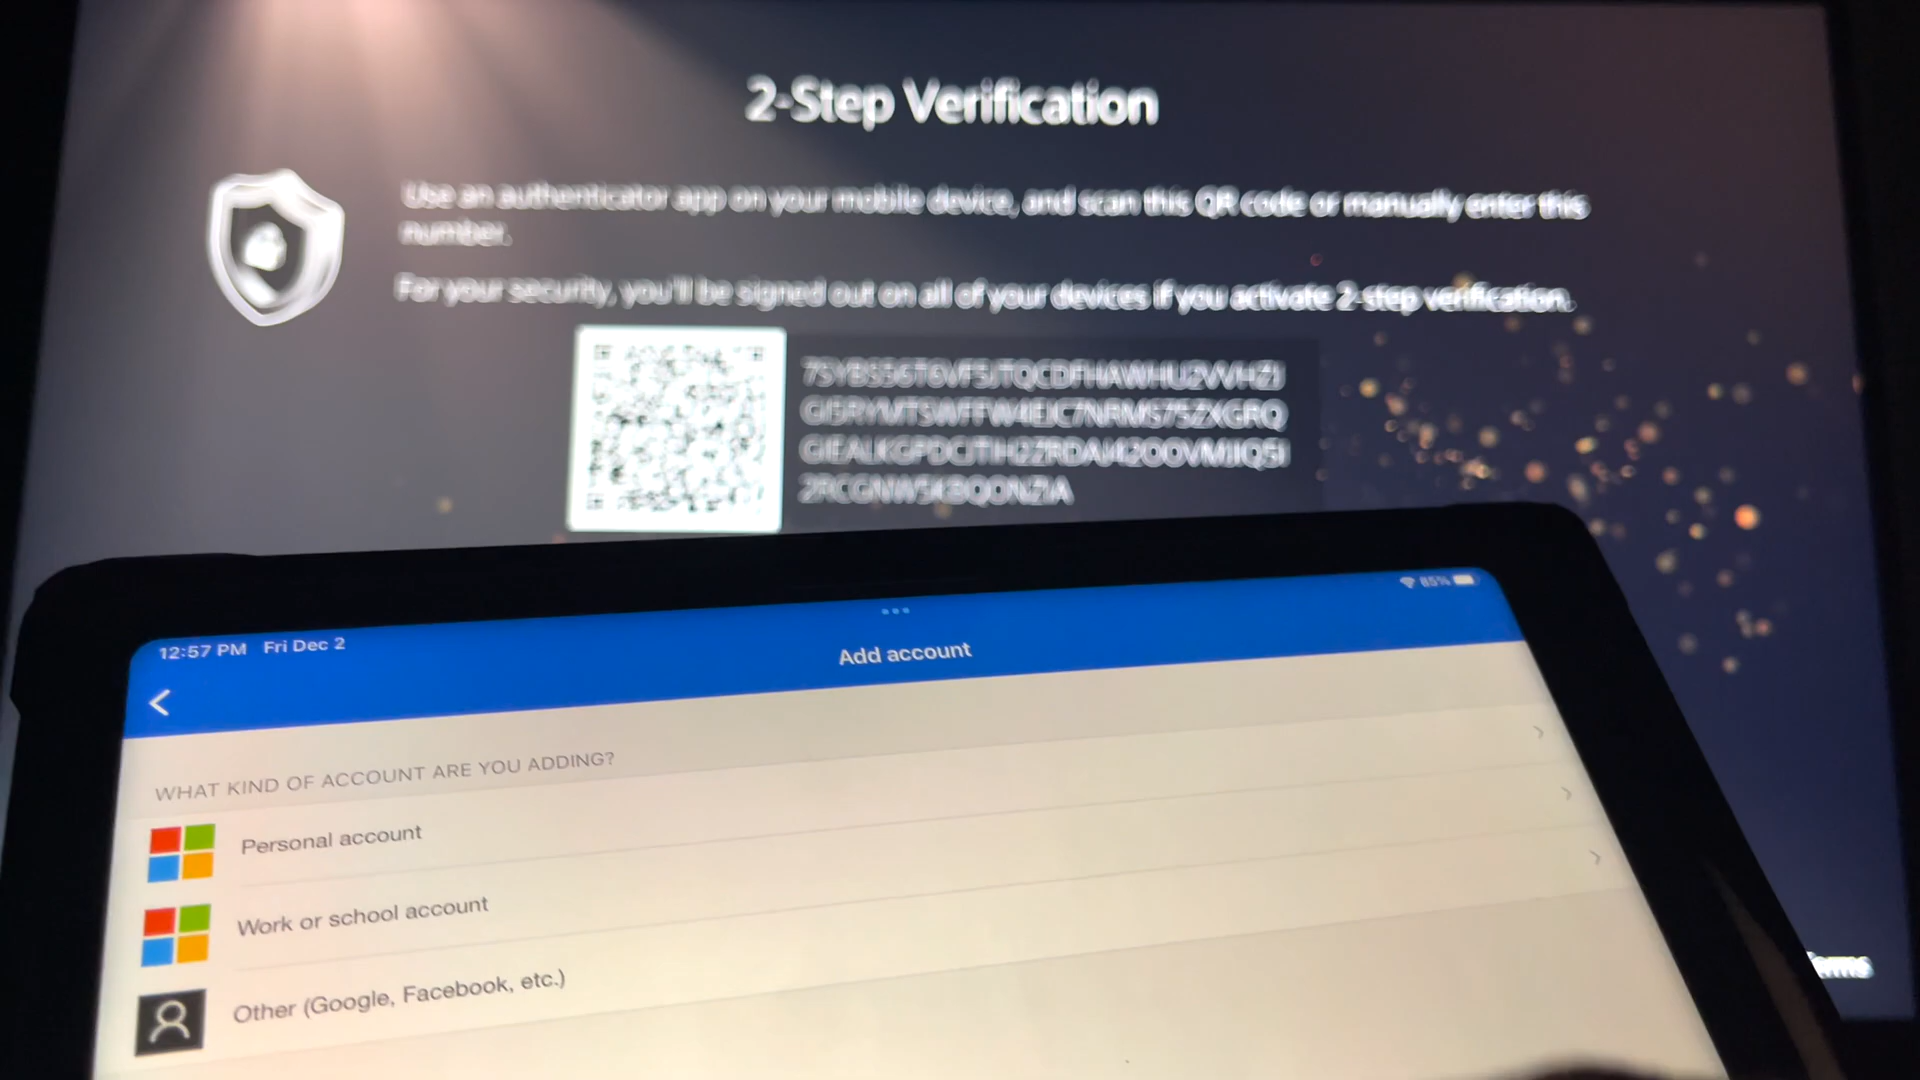 2-Step Verification
Use an authenticator app on your mobile device, and scan this QR code or manually enter this
number.
For your security, you'll be signed out on all of your devices if you activate 2-step verification.
85%
12:57 PM Fri Dec 2
Add account
WHAT KIND OF ACCOUNT ARE YOU ADDING?
Personal account
Work or school account
Other (Google, Facebook, etc.)
Terms